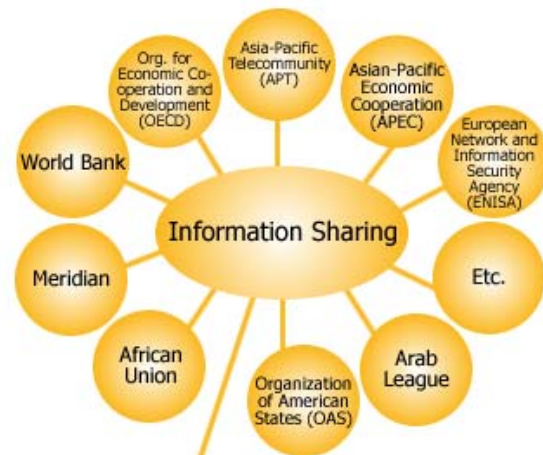 Asia-Pacific
Telecommunity
(APT)
Org. for
Economic Co-
operation and
Development
(OECD)
Asian-Pacific
Economic
Cooperation
(APEC)
European
Network and
Information
Security
Agency
(ENISA)
World Bank
Information Sharing
Meridian
Etc.
African
Union
Arab
League
Organization
of American
States (OAS)